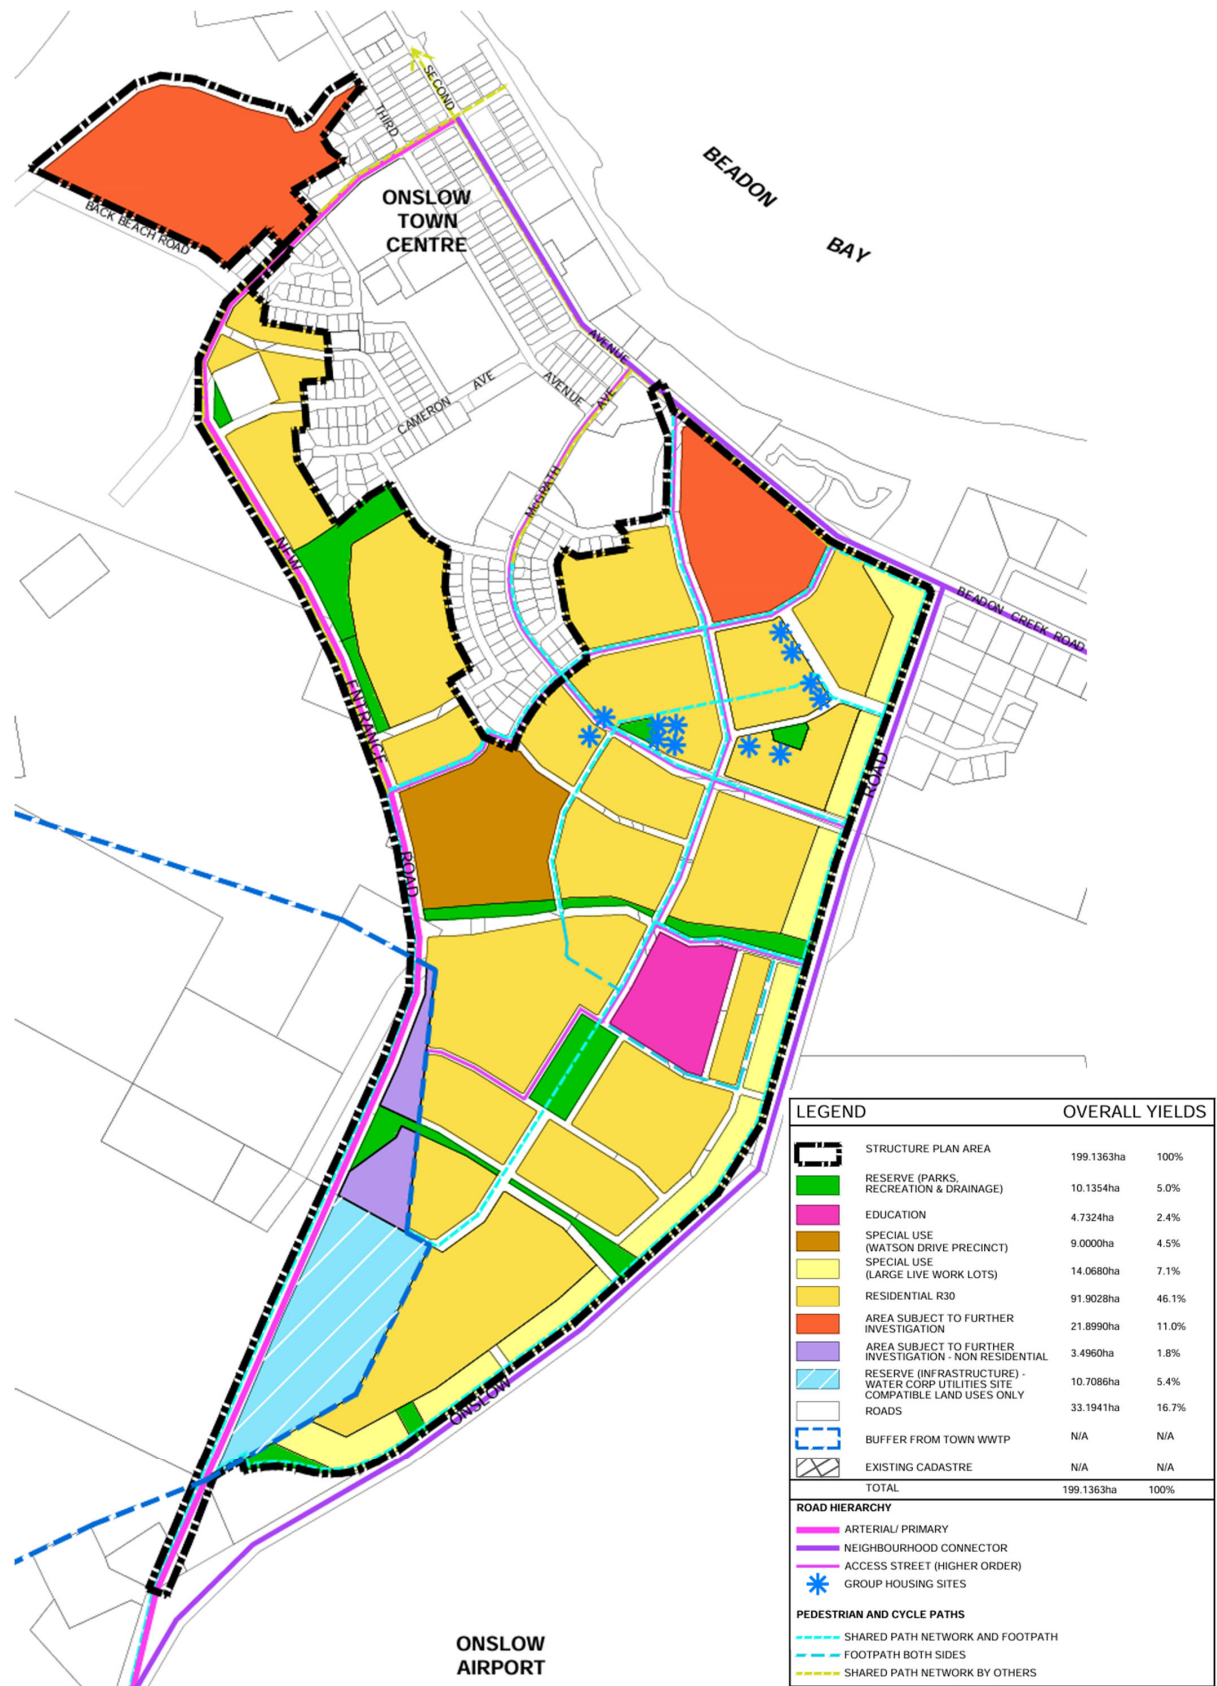 SECOND
THIRD
BEADON
BAY
ONSLOW
TOWN
CENTRE
BACK BEACH ROAD
AVENUE
AVENUE
CAMERON AVE
McGRATH AVE
NEW ENTRANCE ROAD
BEADON CREEK ROAD
ONSLOW ROAD
ONSLOW
AIRPORT
LEGEND OVERALL YIELDS
STRUCTURE PLAN AREA 199.1363ha 100%
RESERVE (PARKS,
RECREATION & DRAINAGE) 10.1354ha 5.0%
EDUCATION 4.7324ha 2.4%
SPECIAL USE
(WATSON DRIVE PRECINCT) 9.0000ha 4.5%
SPECIAL USE
(LARGE LIVE WORK LOTS) 14.0680ha 7.1%
RESIDENTIAL R30 91.9028ha 46.1%
AREA SUBJECT TO FURTHER
INVESTIGATION 21.8990ha 11.0%
AREA SUBJECT TO FURTHER
INVESTIGATION - NON RESIDENTIAL 3.4960ha 1.8%
RESERVE (INFRASTRUCTURE) -
WATER CORP UTILITIES SITE 10.7086ha 5.4%
COMPATIBLE LAND USES ONLY
ROADS 33.1941ha 16.7%
BUFFER FROM TOWN WWTP N/A N/A
EXISTING CADASTRE N/A N/A
TOTAL 199.1363ha 100%
ROAD HIERARCHY
ARTERIAL/ PRIMARY
NEIGHBOURHOOD CONNECTOR
ACCESS STREET (HIGHER ORDER)
GROUP HOUSING SITES
PEDESTRIAN AND CYCLE PATHS
SHARED PATH NETWORK AND FOOTPATH
FOOTPATH BOTH SIDES
SHARED PATH NETWORK BY OTHERS